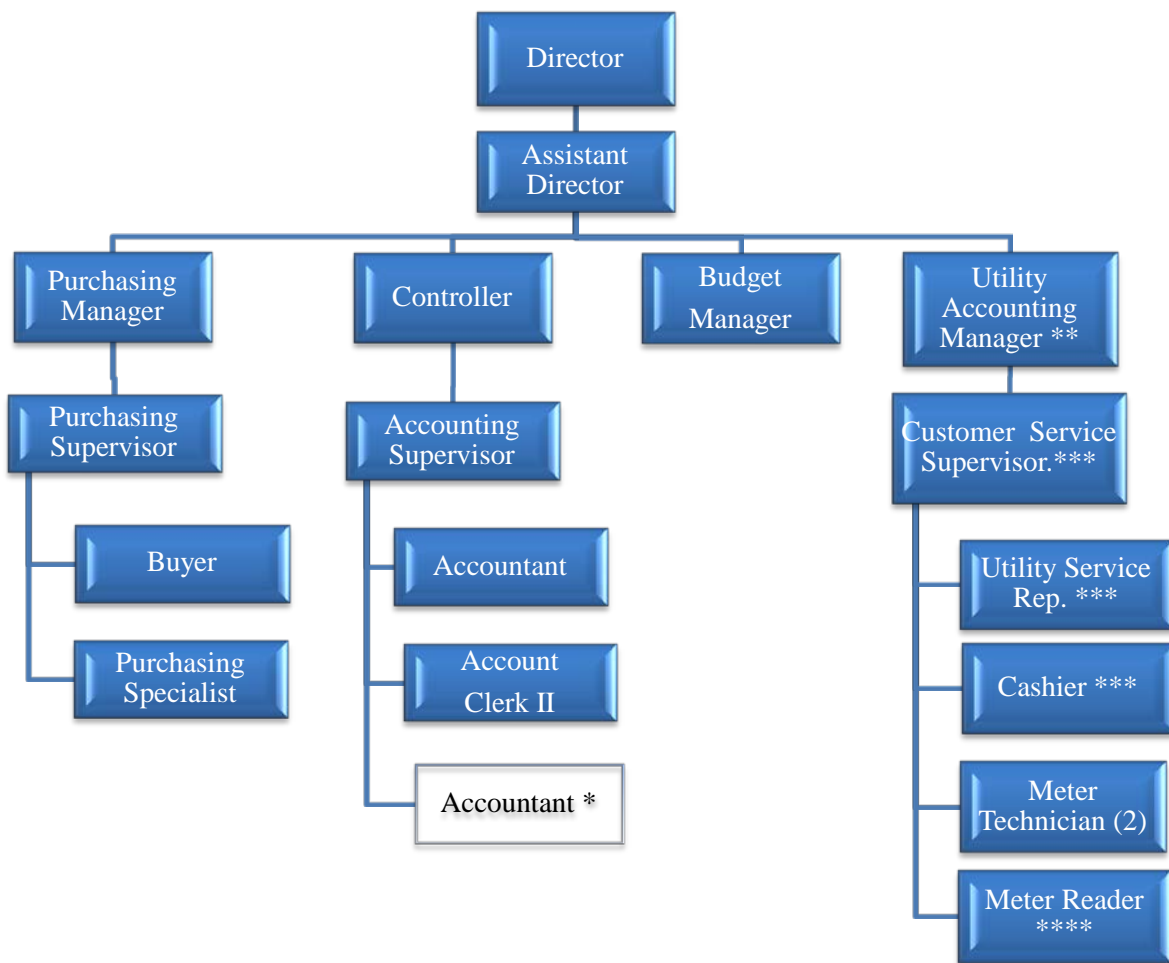 Director
Assistant
Director
Purchasing
Manager
Controller
Budget
Manager
Utility
Accounting
Manager **
Purchasing
Supervisor
Accounting
Supervisor
Customer Service
Supervisor.***
Buyer
Purchasing
Specialist
Accountant
Account
Clerk II
Accountant *
Utility Service
Rep. ***
Cashier ***
Meter
Technician (2)
Meter Reader
****